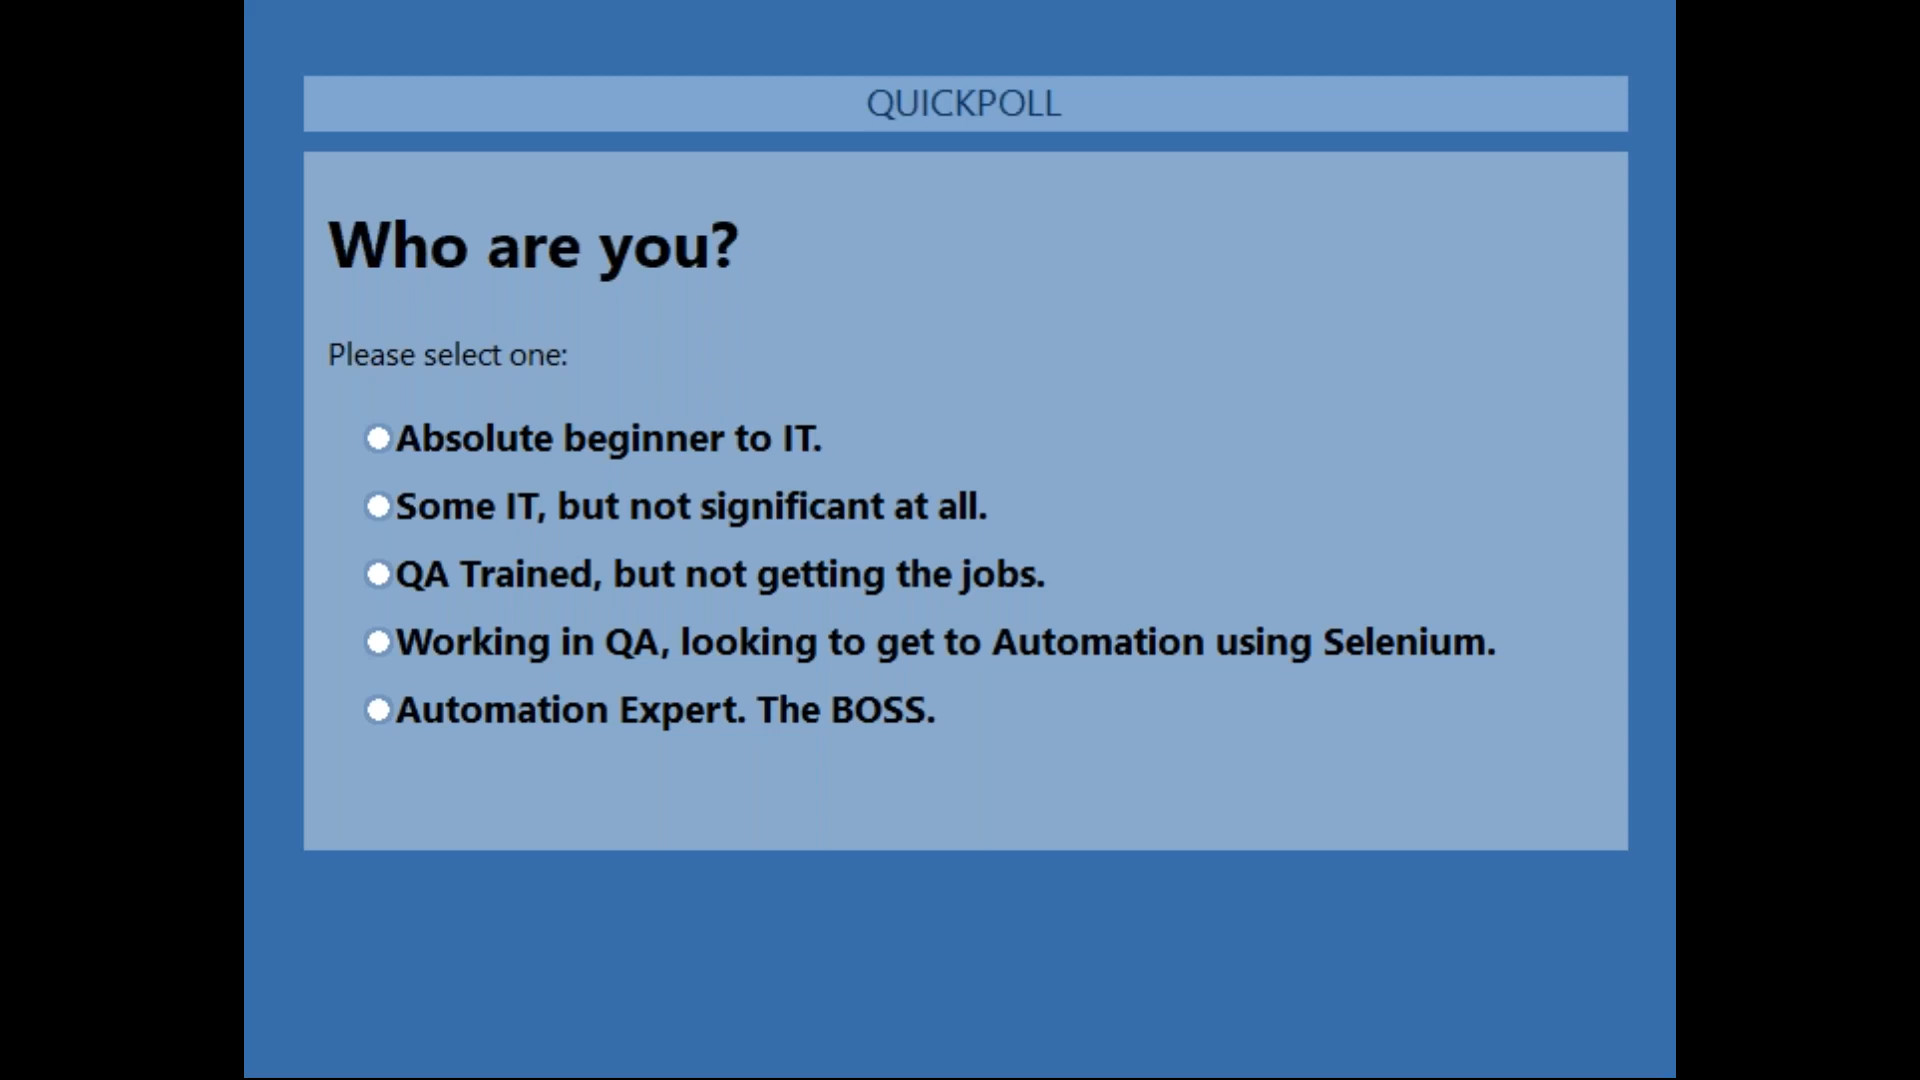 QUICKPOLL
Who are you?
Please select one:
Absolute beginner to IT.
Some IT, but not significant at all.
QA Trained, but not getting the jobs.
Working in QA, looking to get to Automation using Selenium.
Automation Expert. The BOSS.